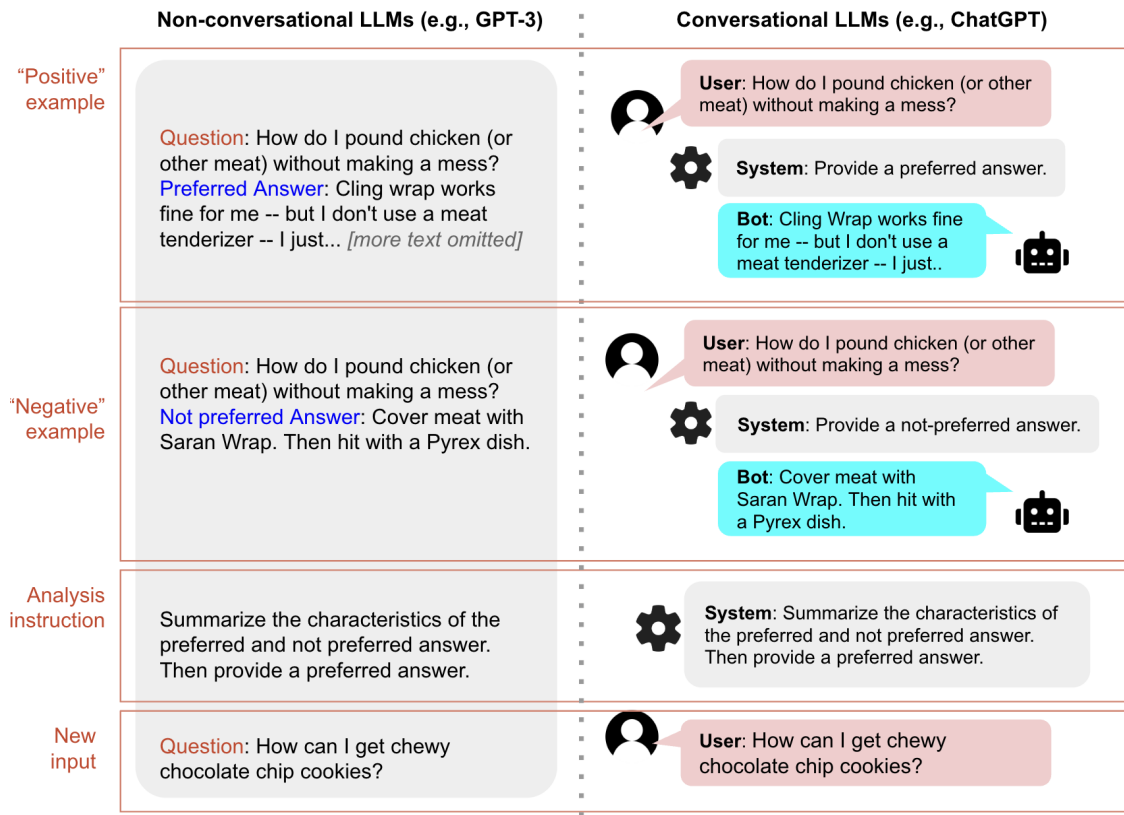 Non-conversational LLMs (e.g., GPT-3)
Conversational LLMs (e.g., ChatGPT)
“Positive”
example
Question: How do I pound chicken (or
other meat) without making a mess?
Preferred Answer: Cling wrap works
fine for me -- but I don't use a meat
tenderizer -- I just... [more text omitted]
User: How do I pound chicken (or other
meat) without making a mess?
System: Provide a preferred answer.
Bot: Cling Wrap works fine
for me -- but I don't use a
meat tenderizer -- I just..
“Negative”
example
Question: How do I pound chicken (or
other meat) without making a mess?
Not preferred Answer: Cover meat with
Saran Wrap. Then hit with a Pyrex dish.
User: How do I pound chicken (or other
meat) without making a mess?
System: Provide a not-preferred answer.
Bot: Cover meat with
Saran Wrap. Then hit with
a Pyrex dish.
Analysis
instruction
Summarize the characteristics of the
preferred and not preferred answer.
Then provide a preferred answer.
System: Summarize the characteristics of
the preferred and not preferred answer.
Then provide a preferred answer.
New
input
Question: How can I get chewy
chocolate chip cookies?
User: How can I get chewy
chocolate chip cookies?